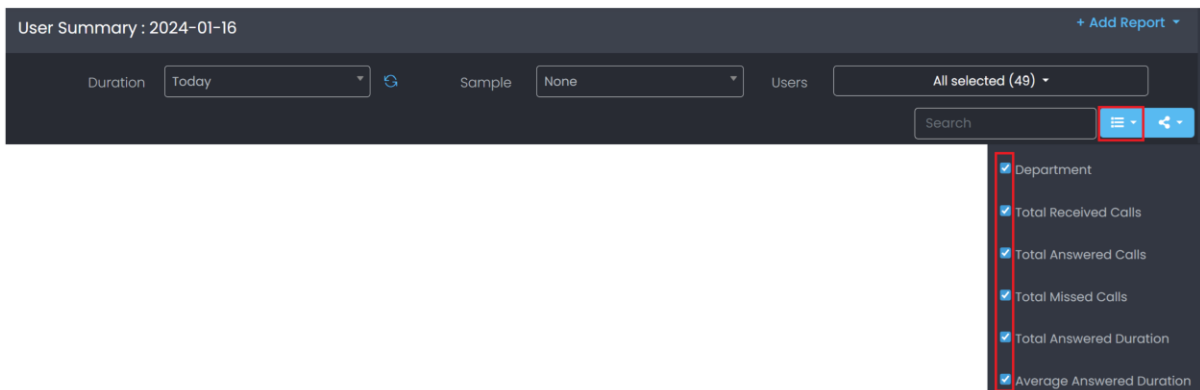 User Summary : 2024-01-16
+ Add Report
Duration
Today
Sample
None
Users
All selected (49)
Search
Department
Total Received Calls
Total Answered Calls
Total Missed Calls
Total Answered Duration
Average Answered Duration